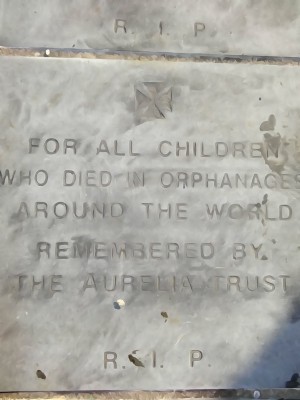 R. I. P.
FOR ALL CHILDREN
WHO DIED IN ORPHANAGES
AROUND THE WORLD
REMEMBERED BY
THE AURELIA TRUST
R. I. P.